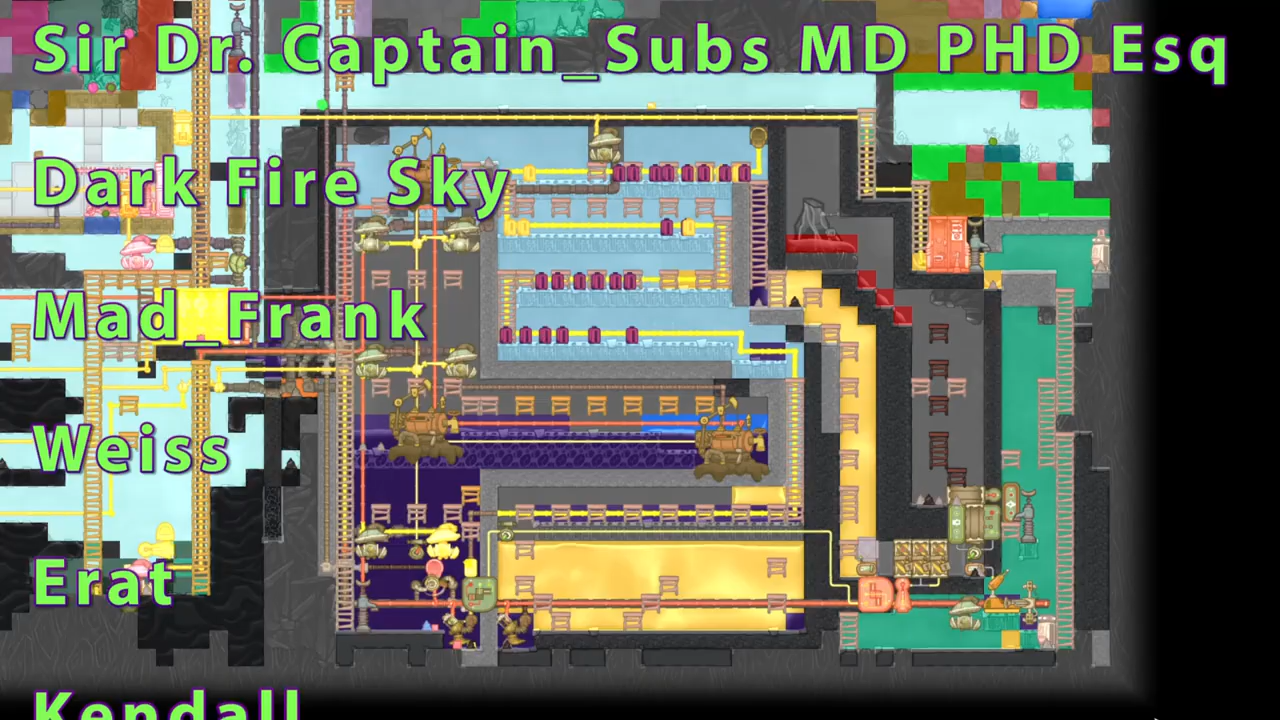 Sir Dr. Captain_Subs MD PHD Esq
Dark Fire Sky
Mad_Frank
Weiss
Erat
Kendall